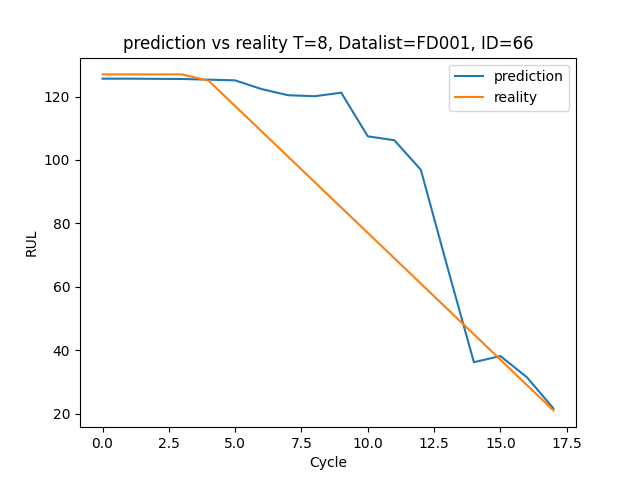 prediction vs reality T=8, Datalist=FD001, ID=66
prediction
reality
RUL
120
100
80
60
40
20
0.0 2.5 5.0 7.5 10.0 12.5 15.0 17.5
Cycle